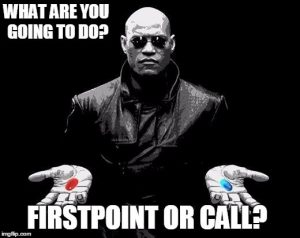 WHAT ARE YOU
GOING TO DO?
FIRSTPOINT OR CALL?
imgflip.com